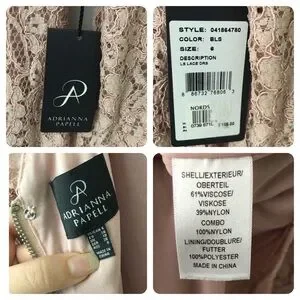 ADRIANNA
PAPELL
STYLE: 041864780
COLOR: BLS
SIZE: 6
DESCRIPTION
LS LACE DRS
NORDS
ADRIANNA
PAPELL
SHELL/EXTERIEUR/
OBERTEIL
61%VISCOSE/
VISKOSE
39%NYLON
COMBO
100%NYLON
LINING/DOUBLURE/
FUTTER
100%POLYESTER
MADE IN CHINA